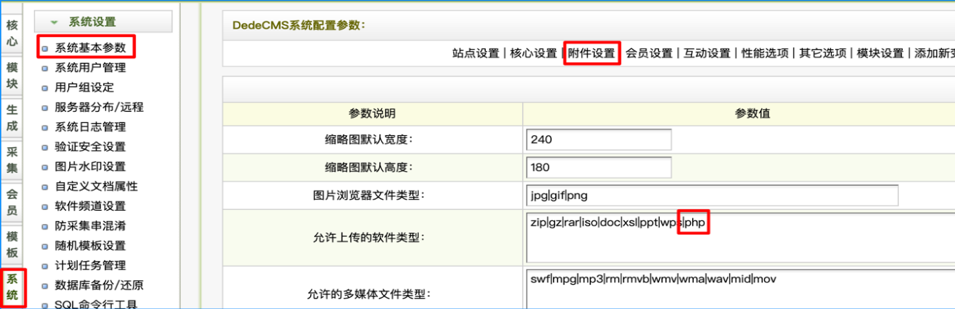 核心
模块
生成
采集
会员
模板
系统
系统设置
系统基本参数
系统用户管理
用户组设定
服务器分布/远程
系统日志管理
验证安全设置
图片水印设置
自定义文档属性
软件频道设置
防采集串混淆
随机模板设置
计划任务管理
数据库备份/还原
SQL命令行工具
DedeCMS系统配置参数：
站点设置 | 核心设置 | 附件设置 | 会员设置 | 互动设置 | 性能选项 | 其它选项 | 模块设置 | 添加新变
参数说明 参数值
缩略图默认宽度： 240
缩略图默认高度： 180
图片浏览器文件类型： jpg|gif|png
允许上传的软件类型： zip|gz|rar|iso|doc|xsl|ppt|wps|php
允许的多媒体文件类型： swf|mpg|mp3|rm|rmvb|wmv|wma|wav|mid|mov